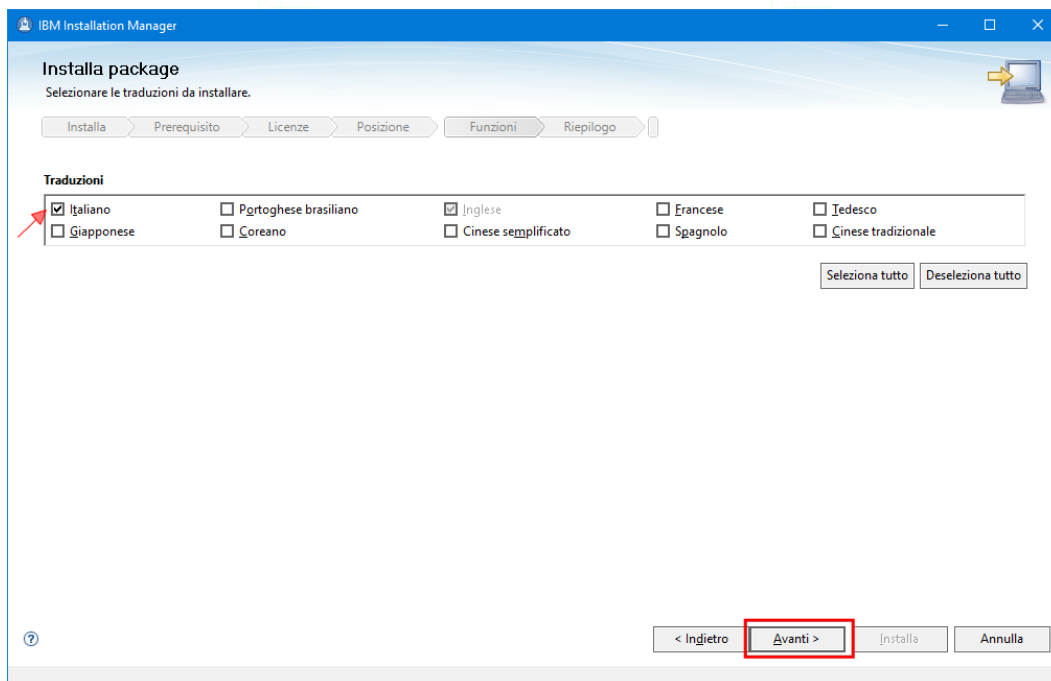 IBM Installation Manager
Installa package
Selezionare le traduzioni da installare.
Installa Prerequisito Licenze Posizione Funzioni Riepilogo
Traduzioni
Italiano Portoghese brasiliano Inglese Francese Tedesco
Giapponese Coreano Cinese semplificato Spagnolo Cinese tradizionale
Seleziona tutto Deseleziona tutto
? < Indietro Avanti > Installa Annulla